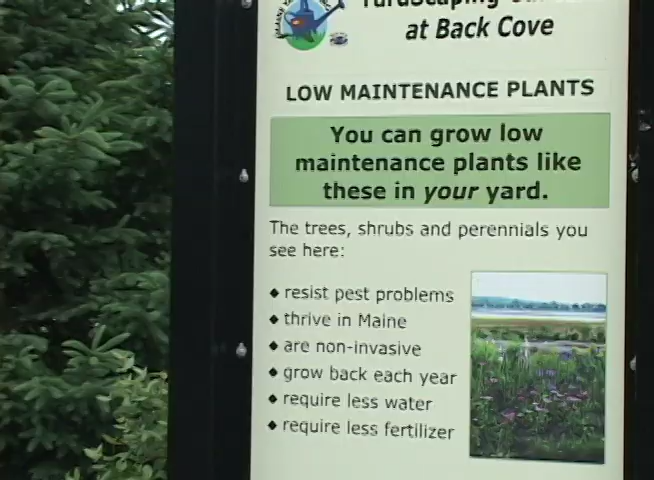 at Back Cove
LOW MAINTENANCE PLANTS
You can grow low
maintenance plants like
these in your yard.
The trees, shrubs and perennials you
see here:
◆ resist pest problems
◆ thrive in Maine
◆ are non-invasive
◆ grow back each year
◆ require less water
◆ require less fertilizer